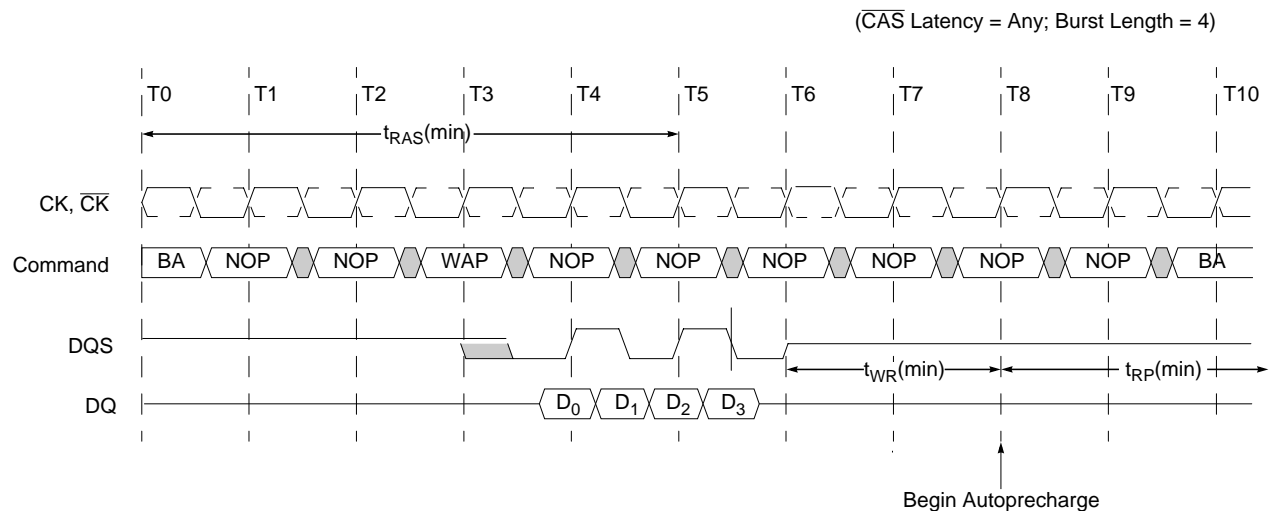 (C̅A̅S̅ Latency = Any; Burst Length = 4)
T0 T1 T2 T3 T4 T5 T6 T7 T8 T9 T10
tRAS(min)
CK, C̅K̅
Command BA NOP NOP WAP NOP NOP NOP NOP NOP NOP BA
DQS
tWR(min) tRP(min)
DQ D0 D1 D2 D3
Begin Autoprecharge